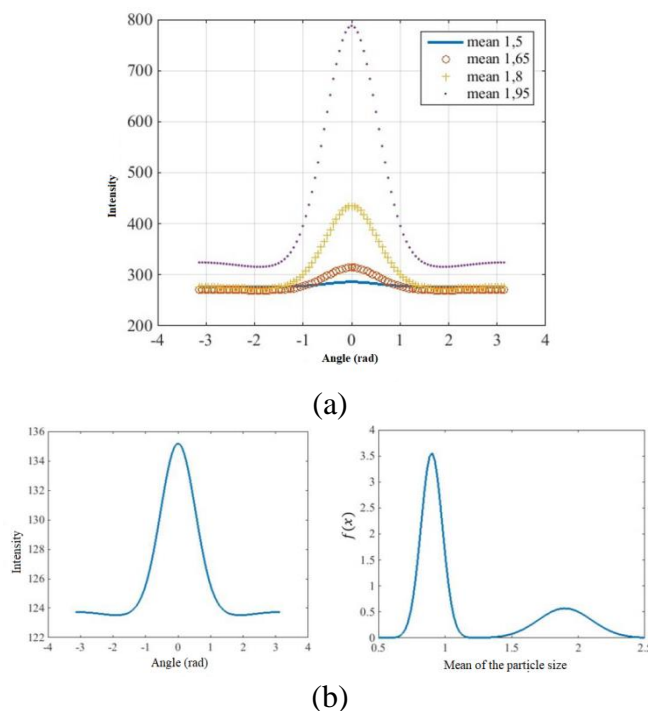 800
700
600
500
400
300
200
Intensity
mean 1,5
mean 1,65
mean 1,8
mean 1,95
-4 -3 -2 -1 0 1 2 3 4
Angle (rad)
(a)
136
134
132
130
128
126
124
122
Intensity
-4 -3 -2 -1 0 1 2 3 4
Angle (rad)
4
3.5
3
2.5
2
1.5
1
0.5
0
f(x)
0.5 1 1.5 2 2.5
Mean of the particle size
(b)